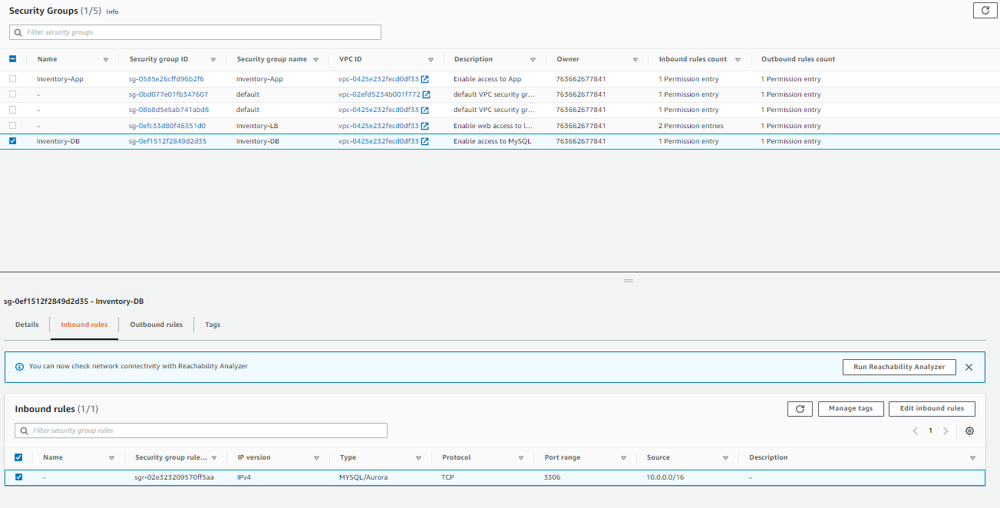 Security Groups (1/5) Info
Filter security groups
Name Security group ID Security group name VPC ID Description Owner Inbound rules count Outbound rules count
Inventory-App sg-0585e26cffd96b2f6 Inventory-App vpc-0425e232fecd0df33 Enable access to App 763662677841 1 Permission entry 1 Permission entry
– sg-0bd077e01fb347607 default vpc-02efd5234b001f772 default VPC security gr... 763662677841 1 Permission entry 1 Permission entry
– sg-08b8d5e5ab741abd8 default vpc-0425e232fecd0df33 default VPC security gr... 763662677841 1 Permission entry 1 Permission entry
– sg-0efc33d80f46351d0 Inventory-LB vpc-0425e232fecd0df33 Enable web access to l... 763662677841 2 Permission entries 1 Permission entry
Inventory-DB sg-0ef1512f2849d2d35 Inventory-DB vpc-0425e232fecd0df33 Enable access to MySQL 763662677841 1 Permission entry 1 Permission entry
sg-0ef1512f2849d2d35 - Inventory-DB
Details Inbound rules Outbound rules Tags
You can now check network connectivity with Reachability Analyzer Run Reachability Analyzer
Inbound rules (1/1) Manage tags Edit inbound rules
Filter security group rules 1
Name Security group rule... IP version Type Protocol Port range Source Description
– sgr-02e323209570ff5aa IPv4 MYSQL/Aurora TCP 3306 10.0.0.0/16 –